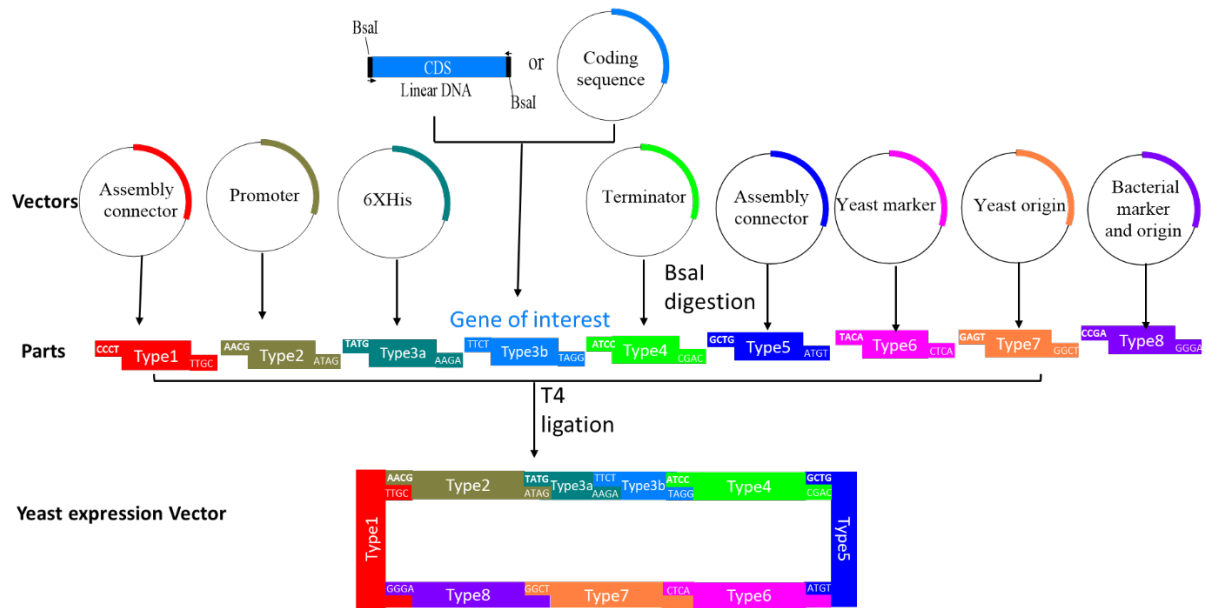 BsaI
CDS
Linear DNA
BsaI
or
Coding
sequence
Vectors
Assembly
connector
Promoter
6XHis
Terminator
Assembly
connector
Yeast marker
Yeast origin
Bacterial
marker
and origin
BsaI
digestion
Gene of interest
Parts
CCCT Type1 TTGC
AACG Type2 ATAG
TATG Type3a AAGA
TTCT Type3b TAGG
ATCC Type4 CGAC
GCTG Type5 ATGT
TACA Type6 CTCA
GAGT Type7 GGCT
CCGA Type8 GGGA
T4
ligation
Yeast expression Vector
AACG TATG TTCT ATCC GCTG
Type2 Type3a Type3b Type4
TTGC ATAG AAGA TAGG CGAC
Type1
Type5
GGGA GGCT CTCA ATGT
Type8 Type7 Type6